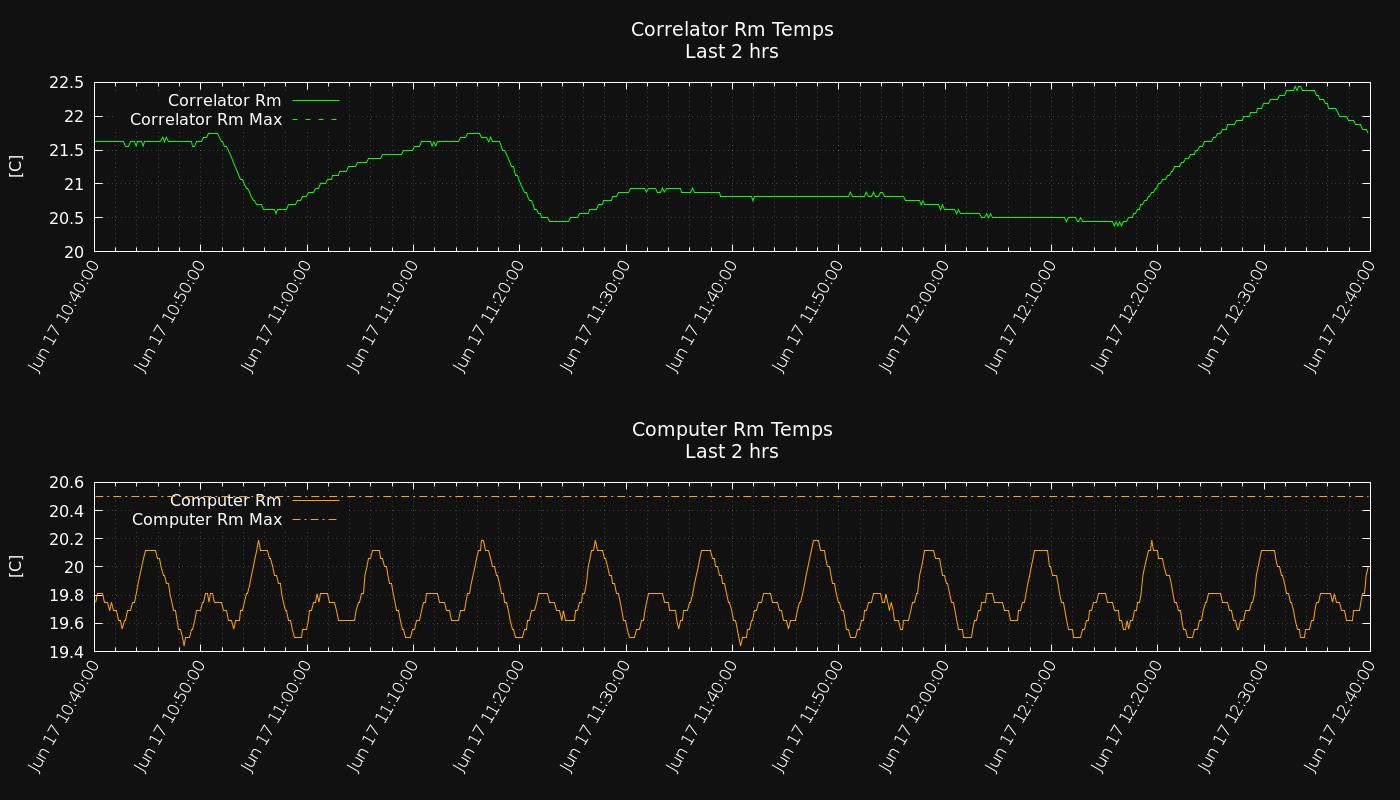 Correlator Rm Temps
Last 2 hrs
22.5
22
21.5
21
20.5
20
[C]
Correlator Rm
Correlator Rm Max
Jun 17 10:40:00
Jun 17 10:50:00
Jun 17 11:00:00
Jun 17 11:10:00
Jun 17 11:20:00
Jun 17 11:30:00
Jun 17 11:40:00
Jun 17 11:50:00
Jun 17 12:00:00
Jun 17 12:10:00
Jun 17 12:20:00
Jun 17 12:30:00
Jun 17 12:40:00
Computer Rm Temps
Last 2 hrs
20.6
20.4
20.2
20
19.8
19.6
19.4
[C]
Computer Rm
Computer Rm Max
Jun 17 10:40:00
Jun 17 10:50:00
Jun 17 11:00:00
Jun 17 11:10:00
Jun 17 11:20:00
Jun 17 11:30:00
Jun 17 11:40:00
Jun 17 11:50:00
Jun 17 12:00:00
Jun 17 12:10:00
Jun 17 12:20:00
Jun 17 12:30:00
Jun 17 12:40:00